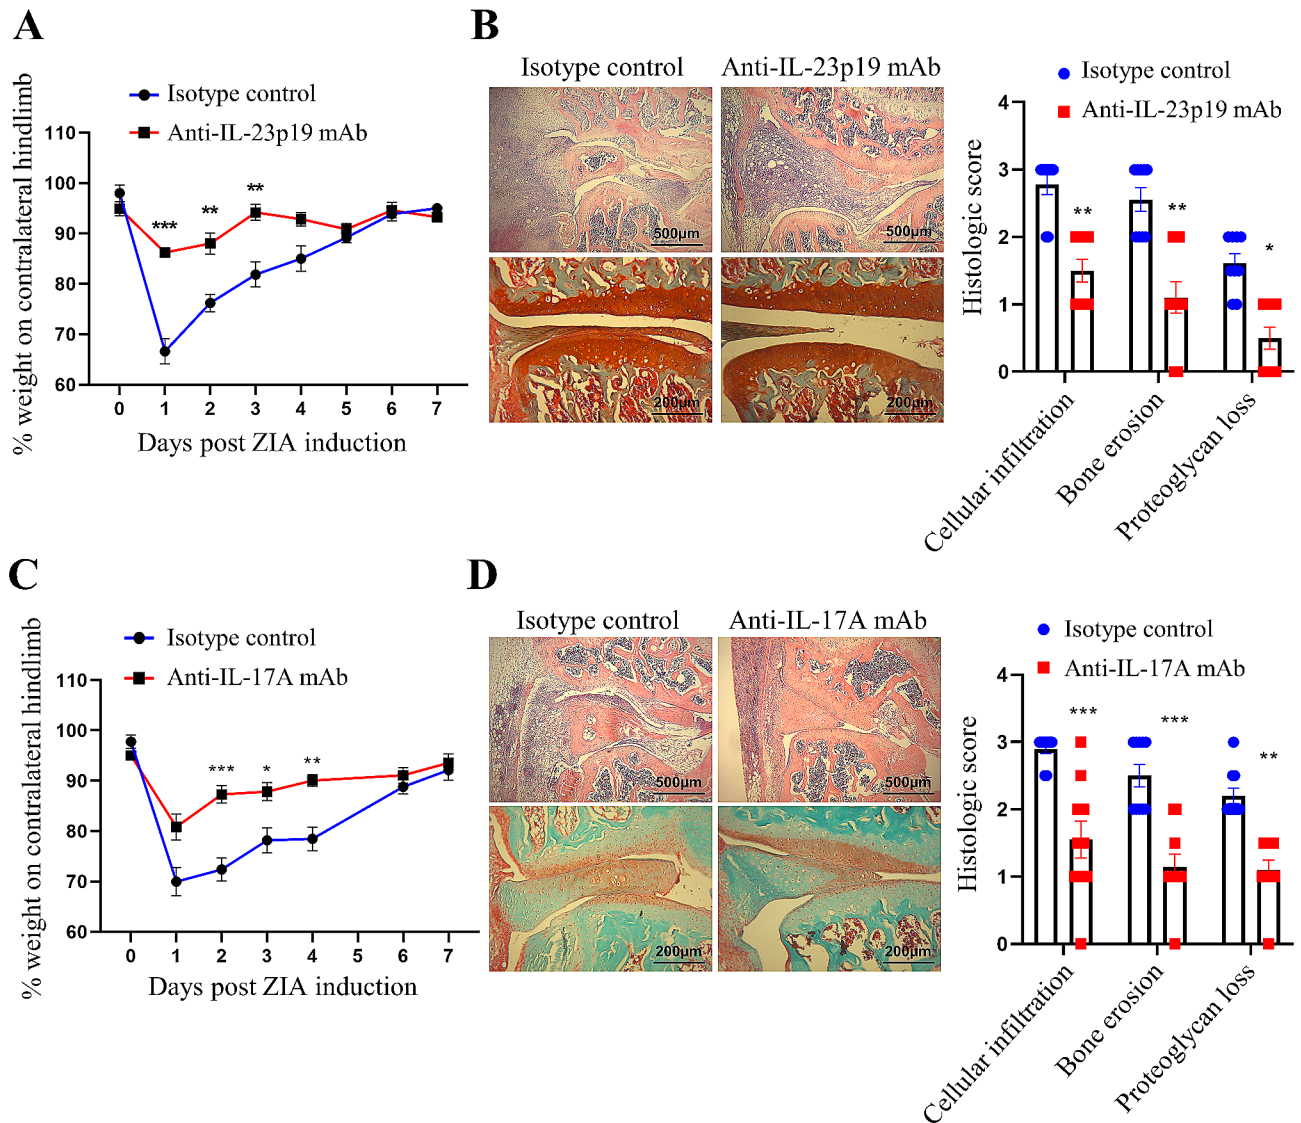 A
Isotype control
Anti-IL-23p19 mAb
% weight on contralateral hindlimb
110
100
90
80
70
60
***
**
**
0 1 2 3 4 5 6 7
Days post ZIA induction
B
Isotype control
Anti-IL-23p19 mAb
500µm
500µm
200µm
200µm
Isotype control
Anti-IL-23p19 mAb
Histologic score
4
3
2
1
0
**
**
*
Cellular infiltration
Bone erosion
Proteoglycan loss
C
Isotype control
Anti-IL-17A mAb
% weight on contralateral hindlimb
110
100
90
80
70
60
***
*
**
0 1 2 3 4 5 6 7
Days post ZIA induction
D
Isotype control
Anti-IL-17A mAb
500µm
500µm
200µm
200µm
Isotype control
Anti-IL-17A mAb
Histologic score
4
3
2
1
0
***
***
**
Cellular infiltration
Bone erosion
Proteoglycan loss